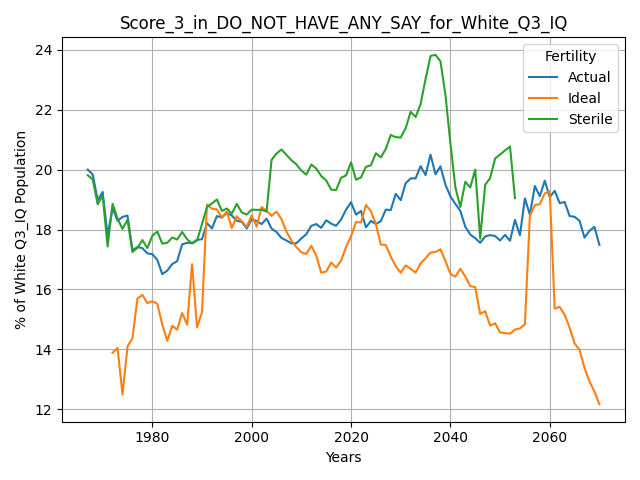 Score_3_in_DO_NOT_HAVE_ANY_SAY_for_White_Q3_IQ
Fertility
Actual
Ideal
Sterile
% of White Q3_IQ Population
24
22
20
18
16
14
12
1980
2000
2020
2040
2060
Years